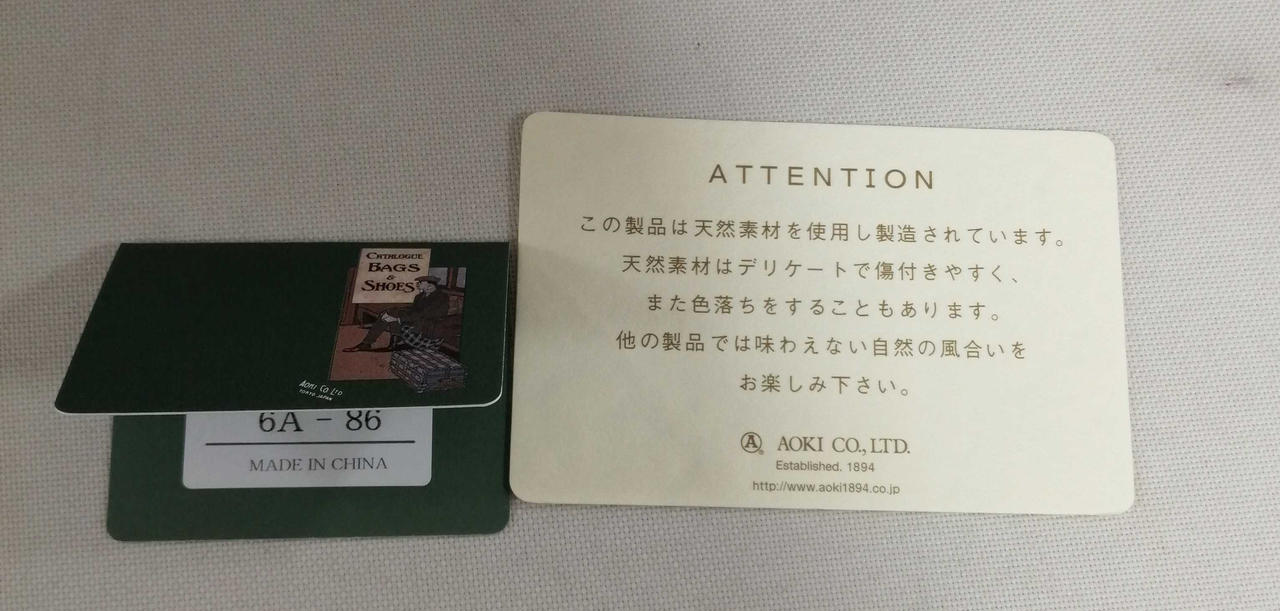 CATALOGUE
BAGS
&
SHOES
AOKI CO LTD
TOKYO JAPAN
6A - 86
MADE IN CHINA
ATTENTION
この製品は天然素材を使用し製造されています。
天然素材はデリケートで傷付きやすく、
また色落ちをすることもあります。
他の製品では味わえない自然の風合いを
お楽しみ下さい。
A AOKI CO., LTD.
Established. 1894
http://www.aoki1894.co.jp